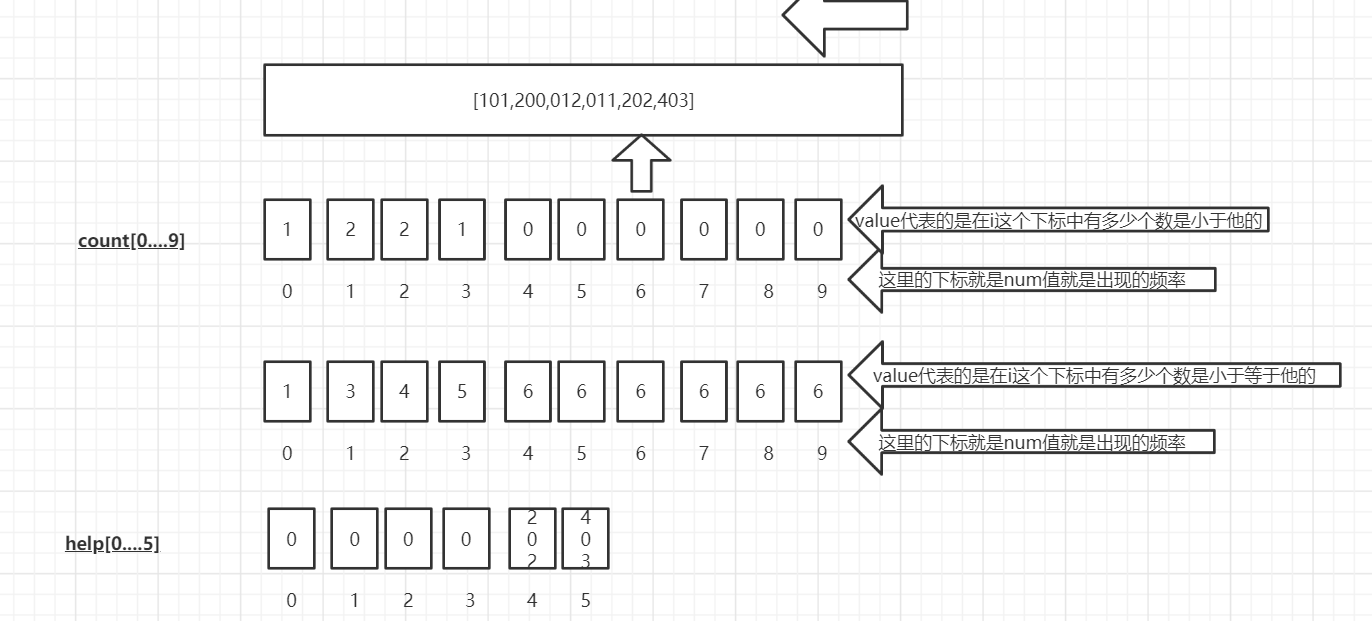 [101,200,012,011,202,403]
count[0....9]
1 2 2 1 0 0 0 0 0 0
value代表的是在i这个下标中有多少个数是小于他的
0 1 2 3 4 5 6 7 8 9
这里的下标就是num值就是出现的频率
1 3 4 5 6 6 6 6 6 6
value代表的是在i这个下标中有多少个数是小于等于他的
0 1 2 3 4 5 6 7 8 9
这里的下标就是num值就是出现的频率
help[0....5]
0 0 0 0 202 403
0 1 2 3 4 5